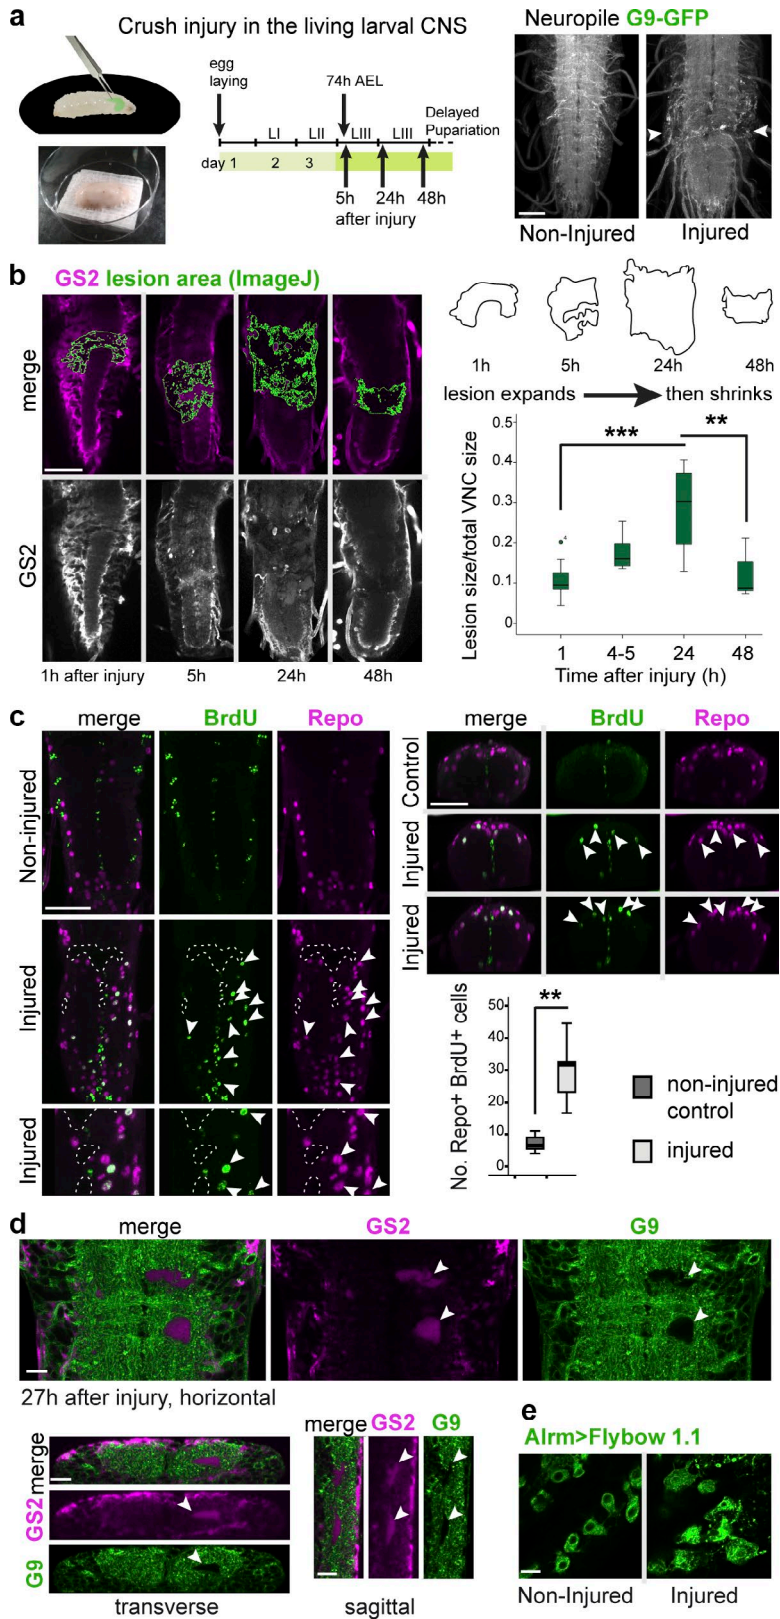 a
Crush injury in the living larval CNS
egg laying
74h AEL
Delayed Pupariation
LI LII LIII LIII
day 1 2 3
5h 24h 48h
after injury
Neuropile G9-GFP
Non-Injured Injured
b
GS2 lesion area (ImageJ)
merge
GS2
1h after injury 5h 24h 48h
1h 5h 24h 48h
lesion expands then shrinks
Lesion size/total VNC size
0.5
0.4
0.3
0.2
0.1
0
*** **
4
1 4-5 24 48
Time after injury (h)
c
merge BrdU Repo
Non-injured
Injured
Injured
merge BrdU Repo
Control
Injured
Injured
No. Repo+ BrdU+ cells
50
40
30
20
10
0
**
non-injured control
injured
d
merge GS2 G9
27h after injury, horizontal
merge
GS2
G9
transverse
merge GS2 G9
sagittal
e
Alrm>Flybow 1.1
Non-Injured Injured